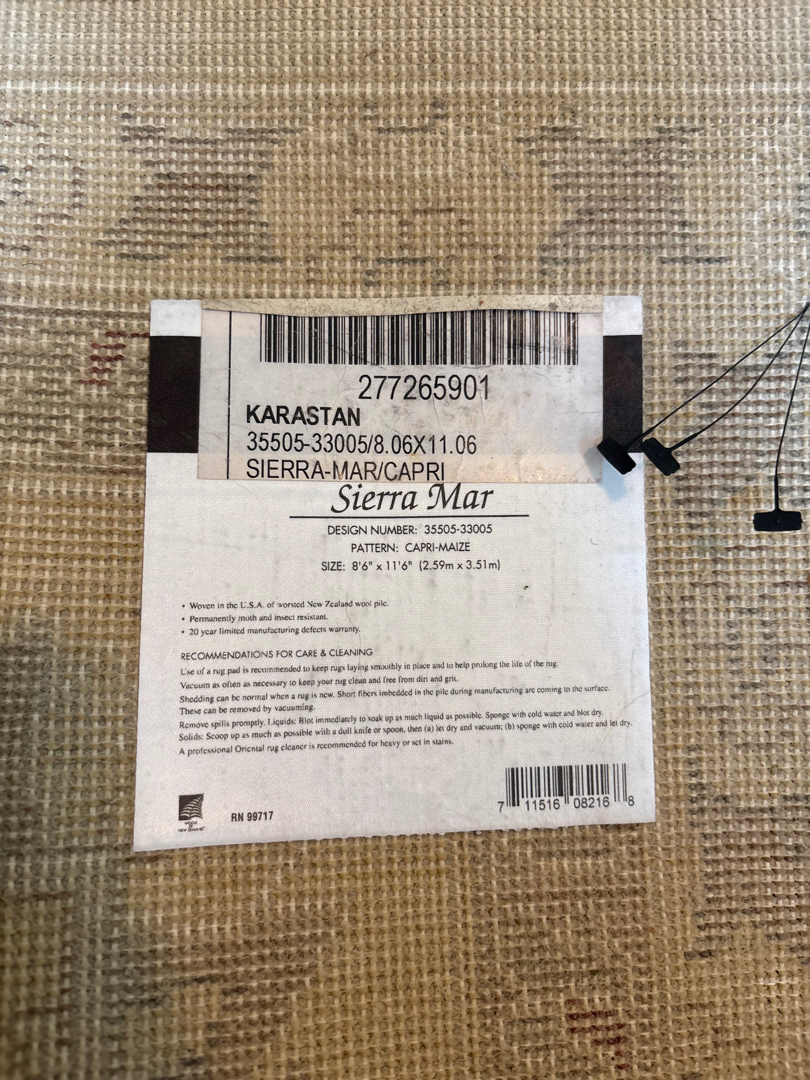 277265901
KARASTAN
35505-33005/8.06X11.06
SIERRA-MAR/CAPRI
Sierra Mar
DESIGN NUMBER: 35505-33005
PATTERN: CAPRI-MAIZE
SIZE: 8'6" x 11'6" (2.59m x 3.51m)
• Woven in the U.S.A. of worsted New Zealand wool pile.
• Permanently moth and insect resistant.
• 20 year limited manufacturing defects warranty.
RECOMMENDATIONS FOR CARE & CLEANING
Use of a rug pad is recommended to keep rugs laying smoothly in place and to help prolong the life of the rug.
Vacuum as often as necessary to keep your rug clean and free from dirt and grit.
Shedding can be normal when a rug is new. Short fibers imbedded in the pile during manufacturing are coming to the surface.
These can be removed by vacuuming.
Remove spills promptly. Liquids: Blot immediately to soak up as much liquid as possible. Sponge with cold water and blot dry.
Solids: Scoop up as much as possible with a dull knife or spoon, then (a) let dry and vacuum; (b) sponge with cold water and let dry.
A professional Oriental rug cleaner is recommended for heavy or set in stains.
7 11516 08216 8
WOOLS
OF
NEW ZEALAND
RN 99717